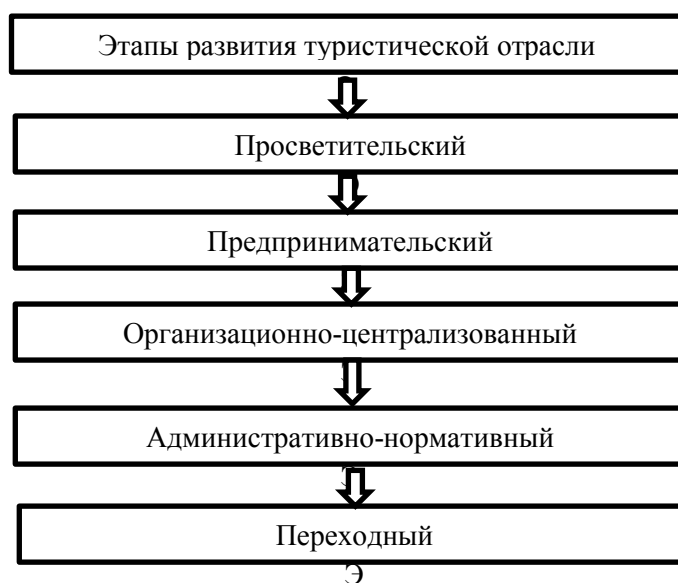 Этапы развития туристической отрасли
Просветительский
Предпринимательский
Организационно-централизованный
Административно-нормативный
Переходный
Э